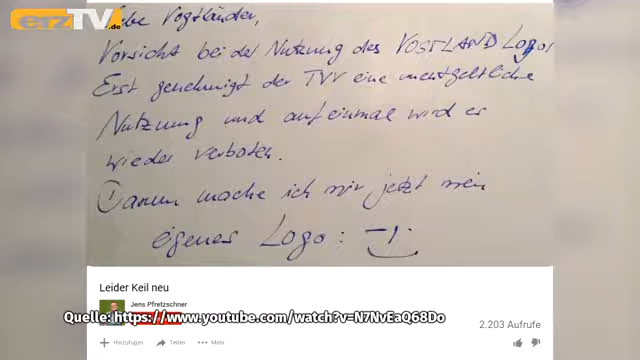 erzTV.de
Liebe Vogtländer,
Vorsicht bei der Nutzung des VOGTLAND Logos
Erst genehmigt der TVV eine unentgeltliche
Nutzung und auf einmal wird er
wieder verboten.
Darum mache ich mir jetzt mein
eigenes Logo:
Leider Keil neu
Jens Pfretzschner
Quelle: https://www.youtube.com/watch?v=N7NvEaQ68Do
2.203 Aufrufe
Hinzufügen Teilen Mehr